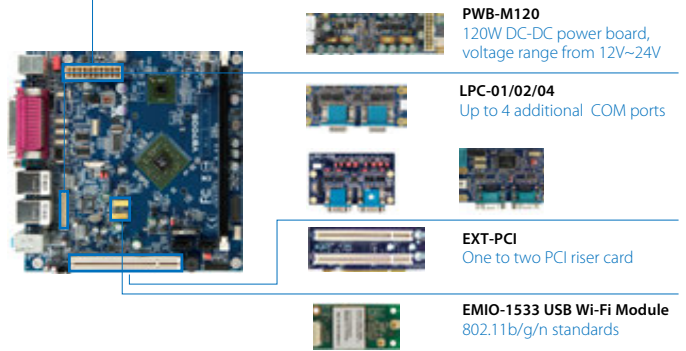 PWB-M120
120W DC-DC power board,
voltage range from 12V~24V
LPC-01/02/04
Up to 4 additional COM ports
EXT-PCI
One to two PCI riser card
EMIO-1533 USB Wi-Fi Module
802.11b/g/n standards